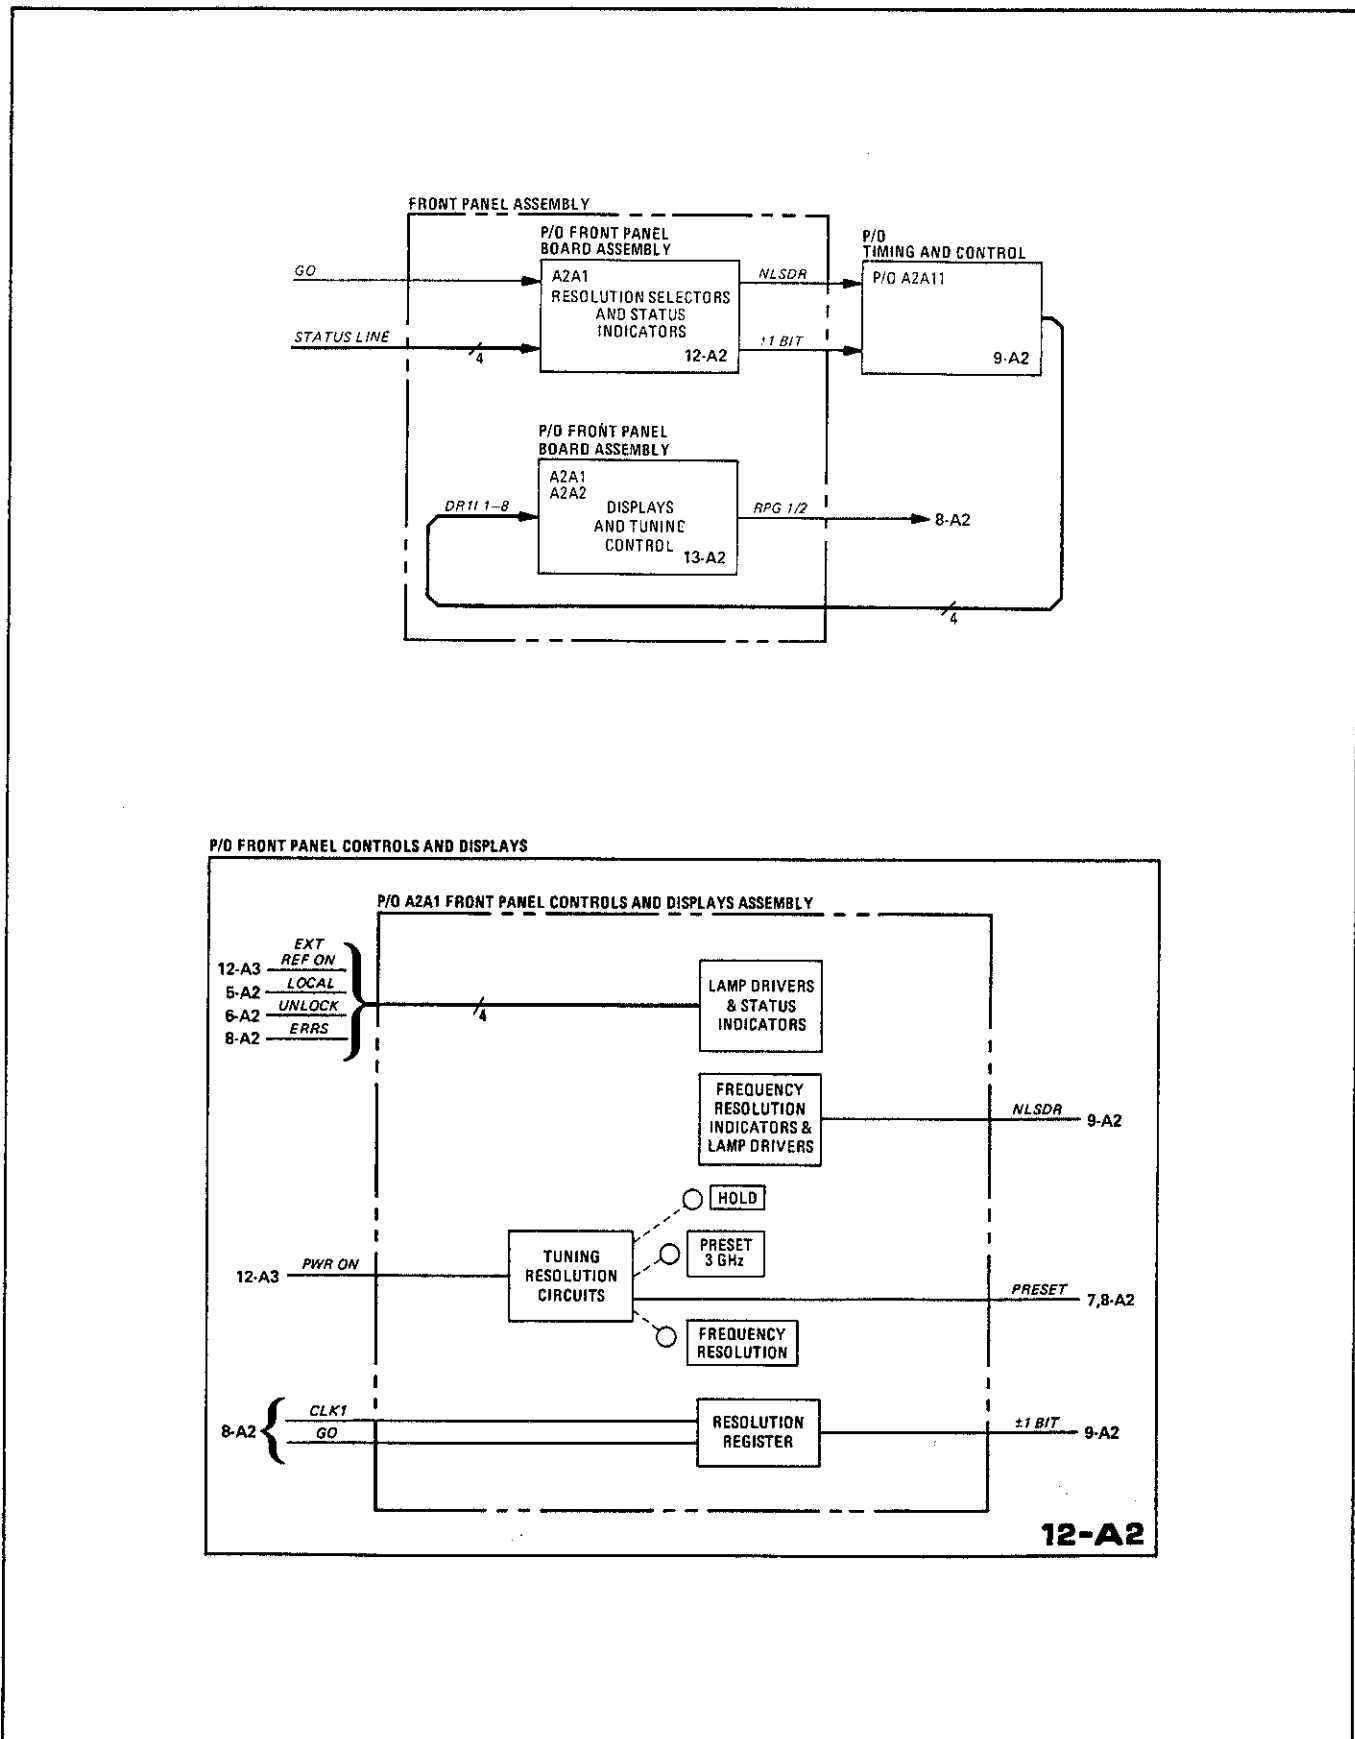 FRONT PANEL ASSEMBLY
P/O FRONT PANEL
BOARD ASSEMBLY
P/O
TIMING AND CONTROL
GO
A2A1
RESOLUTION SELECTORS
AND STATUS
INDICATORS
12-A2
NLSDR
P/O A2A11
STATUS LINE
4
±1 BIT
9-A2
P/O FRONT PANEL
BOARD ASSEMBLY
A2A1
A2A2
DISPLAYS
AND TUNING
CONTROL
13-A2
DR1I 1–8
RPG 1/2
8-A2
4
P/O FRONT PANEL CONTROLS AND DISPLAYS
P/O A2A1 FRONT PANEL CONTROLS AND DISPLAYS ASSEMBLY
EXT
12-A3 REF ON
5-A2 LOCAL
6-A2 UNLOCK
8-A2 ERRS
4
LAMP DRIVERS
& STATUS
INDICATORS
FREQUENCY
RESOLUTION
INDICATORS &
LAMP DRIVERS
NLSDR
9-A2
HOLD
PRESET
3 GHz
12-A3
PWR ON
TUNING
RESOLUTION
CIRCUITS
PRESET
7,8-A2
FREQUENCY
RESOLUTION
8-A2
CLK1
GO
RESOLUTION
REGISTER
±1 BIT
9-A2
12-A2